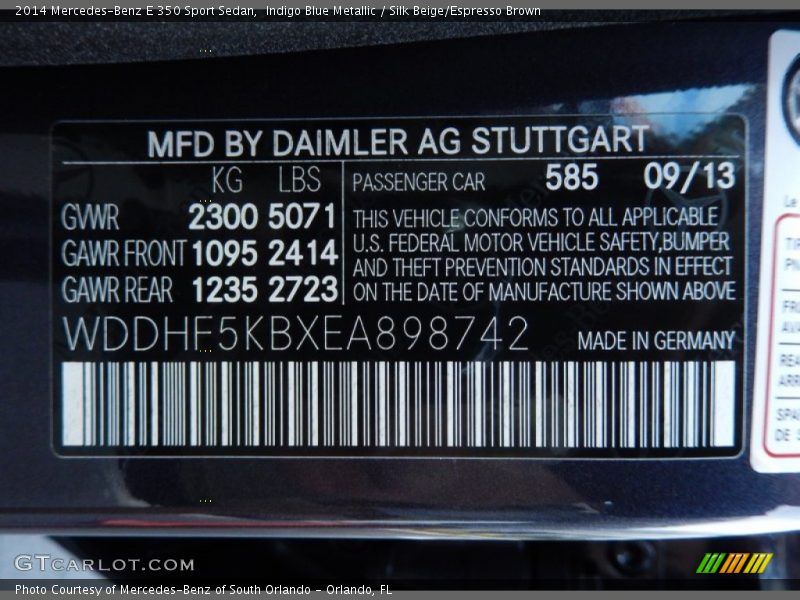 2014 Mercedes-Benz E 350 Sport Sedan,  Indigo Blue Metallic / Silk Beige/Espresso Brown
MFD BY DAIMLER AG STUTTGART
KG LBS
GVWR 2300 5071
GAWR FRONT 1095 2414
GAWR REAR 1235 2723
PASSENGER CAR 585 09/13
THIS VEHICLE CONFORMS TO ALL APPLICABLE
U.S. FEDERAL MOTOR VEHICLE SAFETY,BUMPER
AND THEFT PREVENTION STANDARDS IN EFFECT
ON THE DATE OF MANUFACTURE SHOWN ABOVE
WDDHF5KBXEA898742 MADE IN GERMANY
Le
DE
GTCARLOT.COM
Photo Courtesy of Mercedes-Benz of South Orlando - Orlando, FL